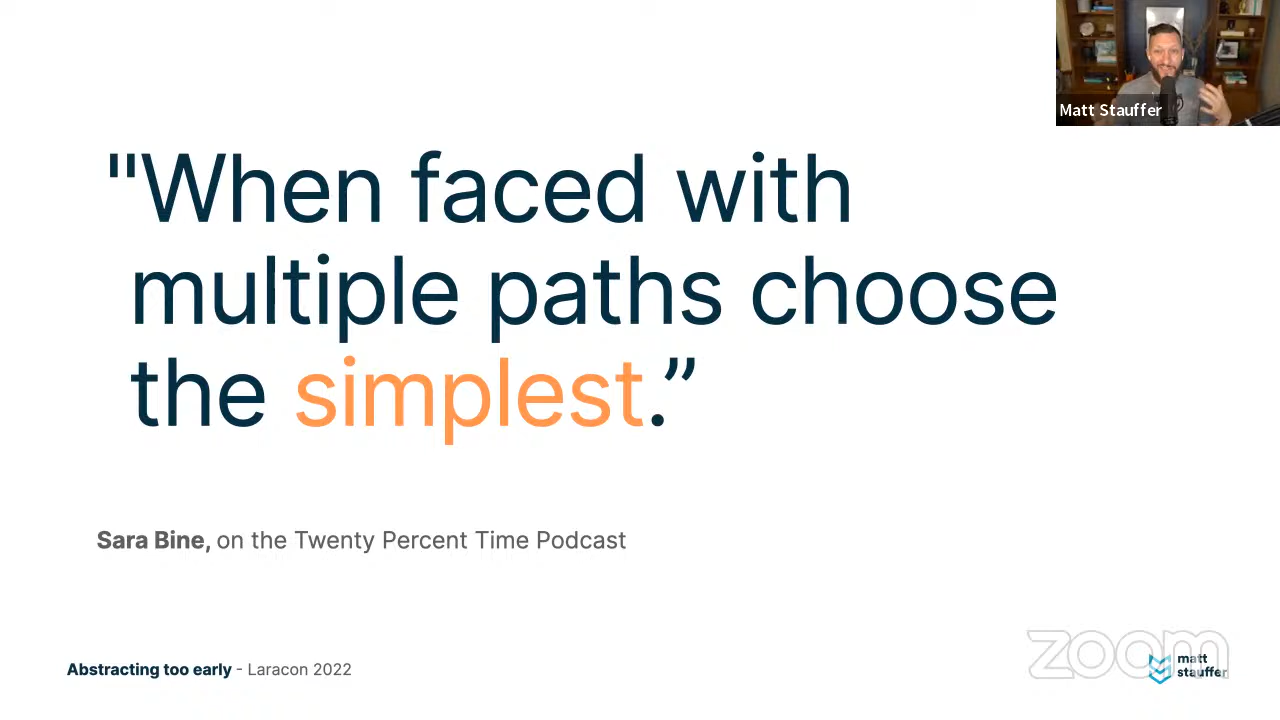 Matt Stauffer
"When faced with
multiple paths choose
the simplest.”
Sara Bine, on the Twenty Percent Time Podcast
Abstracting too early - Laracon 2022
zoom
matt
stauffer